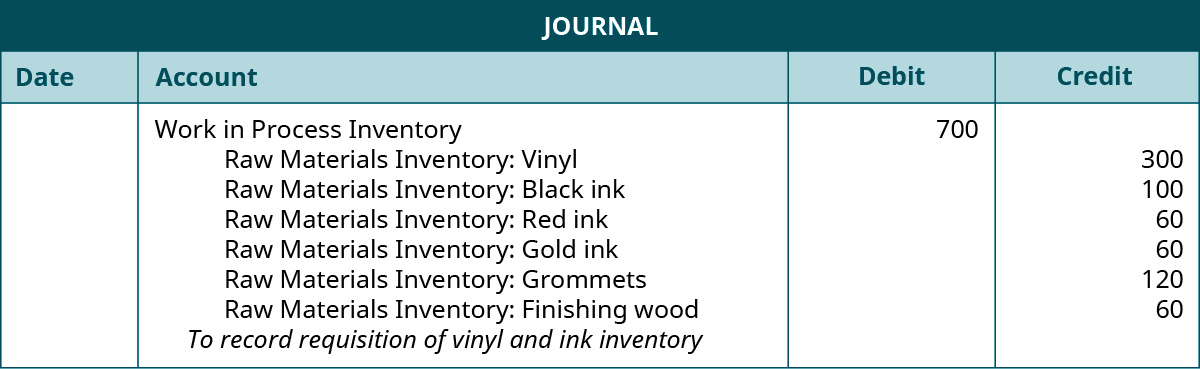 JOURNAL
Date Account Debit Credit
Work in Process Inventory 700
Raw Materials Inventory: Vinyl 300
Raw Materials Inventory: Black ink 100
Raw Materials Inventory: Red ink 60
Raw Materials Inventory: Gold ink 60
Raw Materials Inventory: Grommets 120
Raw Materials Inventory: Finishing wood 60
To record requisition of vinyl and ink inventory